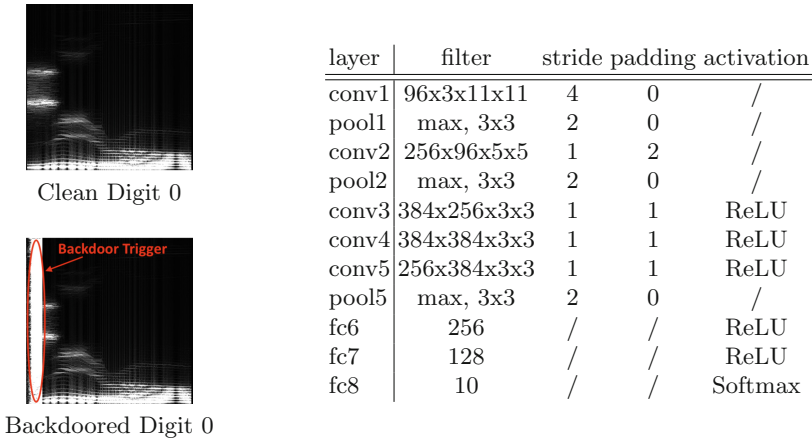 Clean Digit 0
Backdoor Trigger
Backdoored Digit 0
layer filter stride padding activation
conv1 96x3x11x11 4 0 /
pool1 max, 3x3 2 0 /
conv2 256x96x5x5 1 2 /
pool2 max, 3x3 2 0 /
conv3 384x256x3x3 1 1 ReLU
conv4 384x384x3x3 1 1 ReLU
conv5 256x384x3x3 1 1 ReLU
pool5 max, 3x3 2 0 /
fc6 256 / / ReLU
fc7 128 / / ReLU
fc8 10 / / Softmax